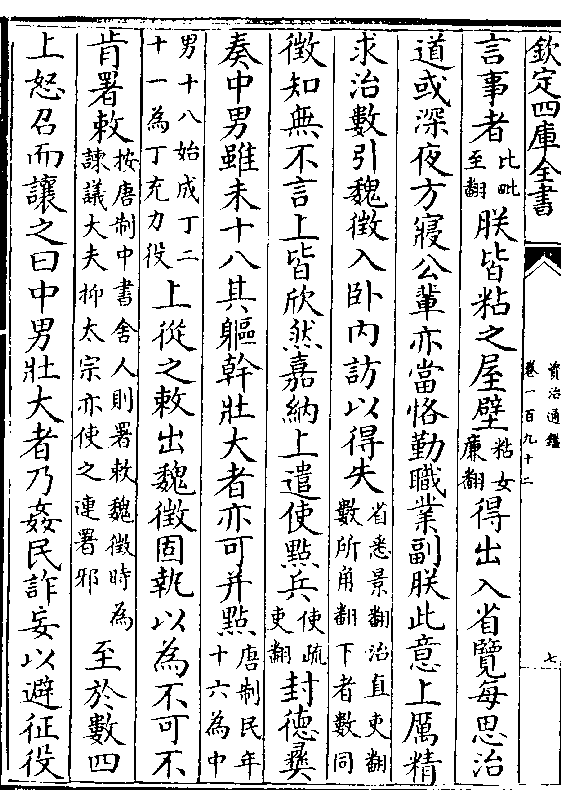 欽定四庫全書
資治通鑑
卷一百九十二
七
言事者比毗至翻朕皆粘之屋壁粘女廉翻得出入省覽每思治
道或深夜方寢公輩亦當恪勤職業副朕此意上厲精
求治數引魏徵入卧内訪以得失省悉景翻治直吏翻數所角翻下者數同
徵知無不言上皆欣然嘉納上遣使點兵使疏吏翻封德彞
奏中男雖未十八其軀幹壯大者亦可并點唐制民年十六為中
男十八始成丁二十一為丁充力役上從之敕出魏徵固執以為不可不
肯署敕按唐制中書舍人則署敕魏徵時為諫議大夫抑太宗亦使之連署邪至於數四
上怒召而讓之曰中男壯大者乃姦民詐妄以避征役